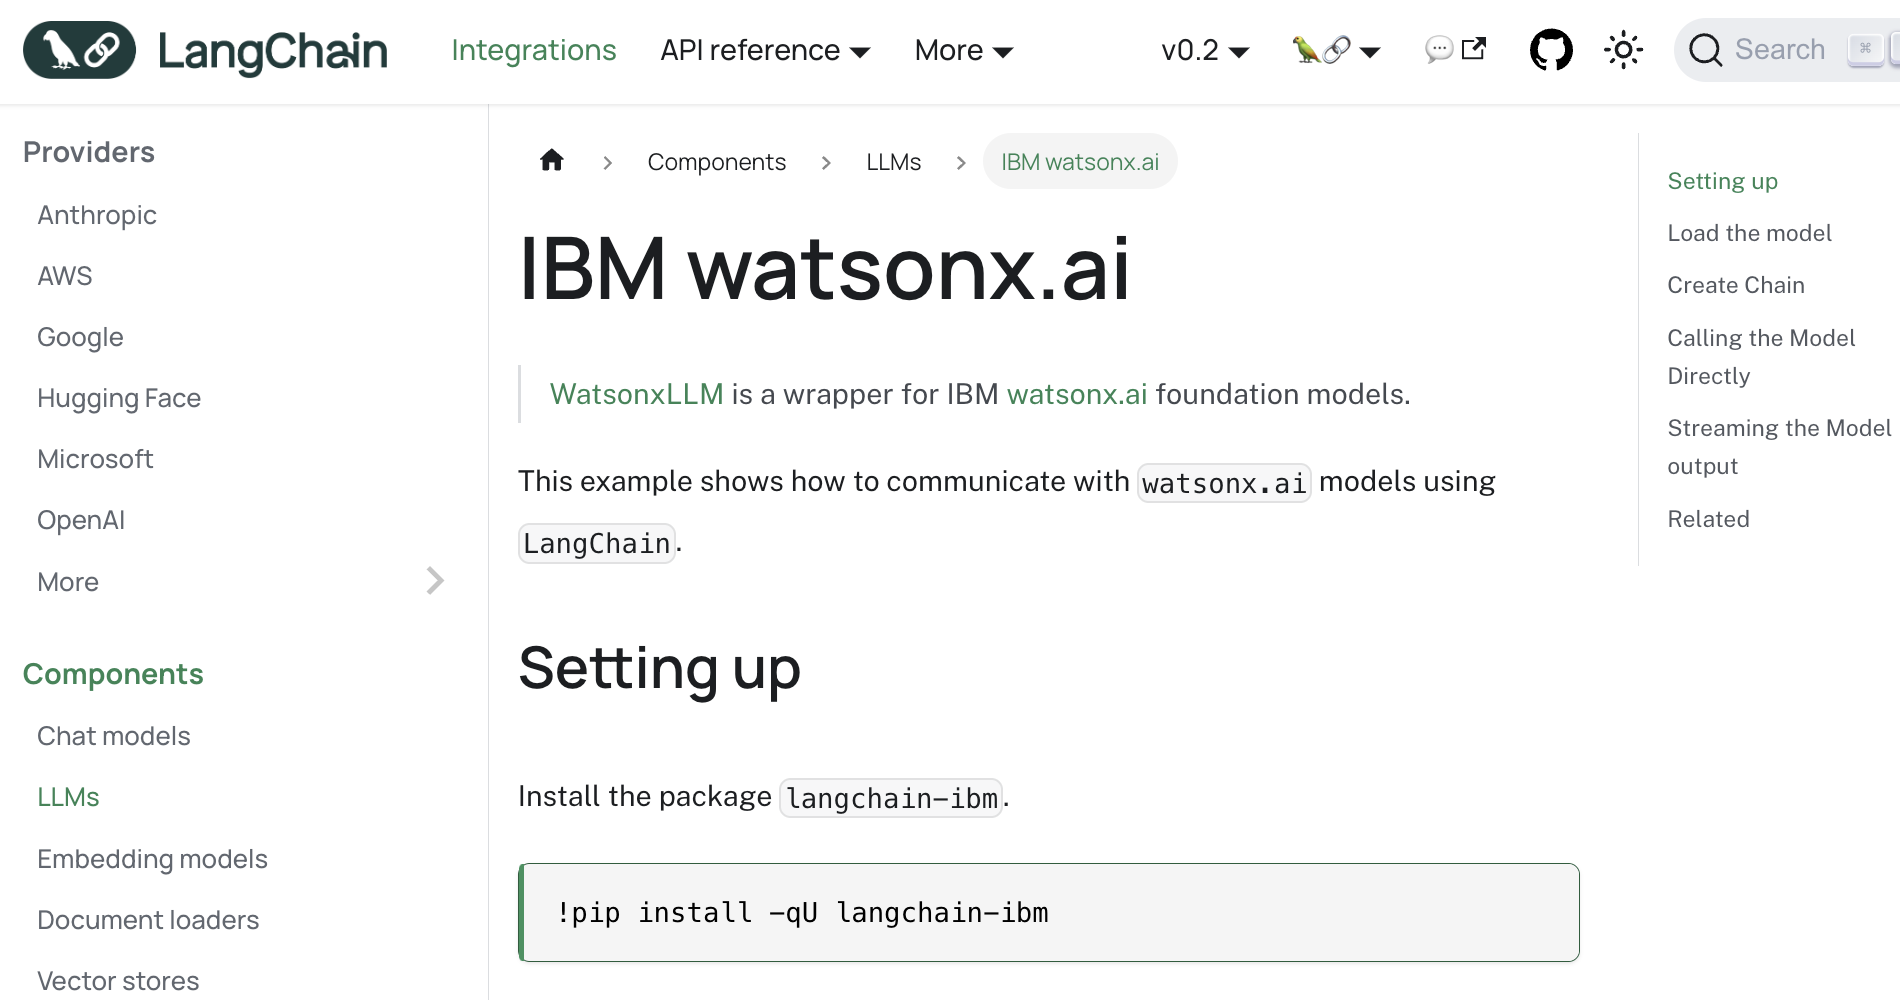 LangChain
Integrations
API reference
More
v0.2
Search
⌘
Providers
Anthropic
AWS
Google
Hugging Face
Microsoft
OpenAI
More
Components
Chat models
LLMs
Embedding models
Document loaders
Vector stores
Components
LLMs
IBM watsonx.ai
IBM watsonx.ai
WatsonxLLM is a wrapper for IBM watsonx.ai foundation models.
This example shows how to communicate with watsonx.ai models using
LangChain.
Setting up
Install the package langchain-ibm.
!pip install -qU langchain-ibm
Setting up
Load the model
Create Chain
Calling the Model
Directly
Streaming the Model
output
Related